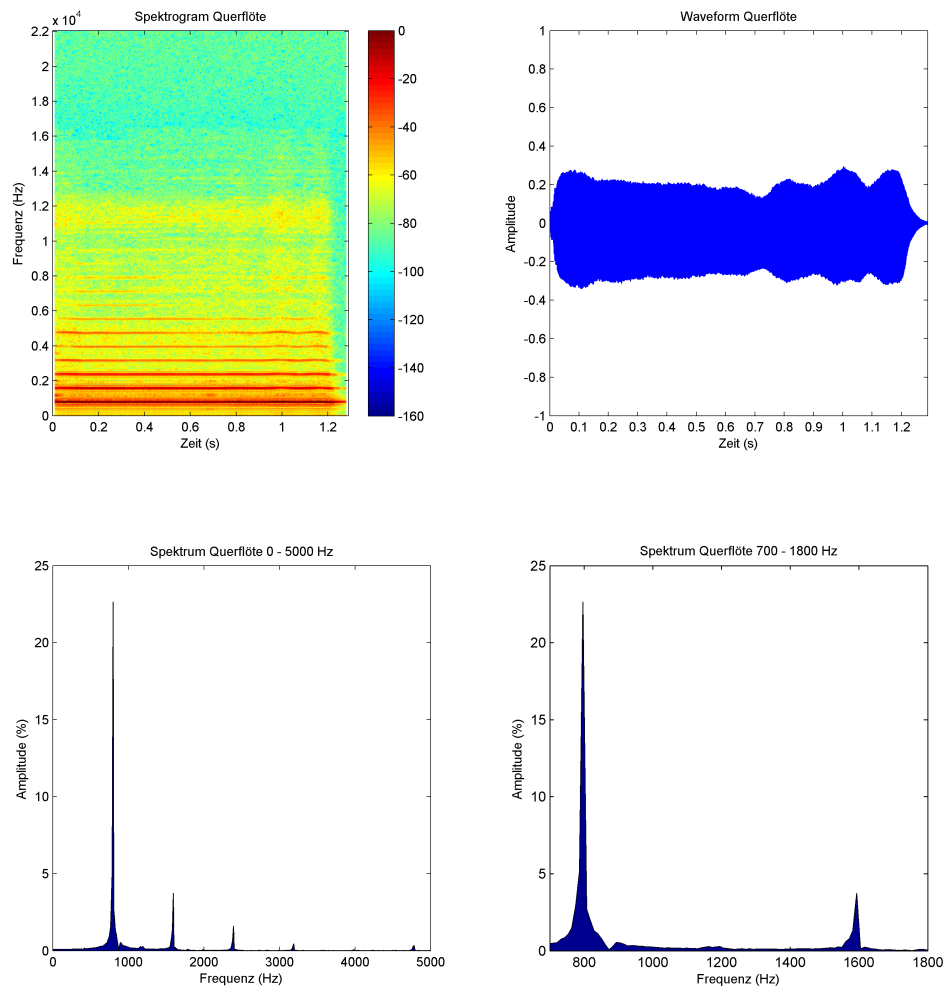 Spektrogram Querflöte
x 10⁴
2.2
2
1.8
1.6
1.4
1.2
1
0.8
0.6
0.4
0.2
0
Frequenz (Hz)
0 0.2 0.4 0.6 0.8 1 1.2
Zeit (s)
0
-20
-40
-60
-80
-100
-120
-140
-160
Waveform Querflöte
1
0.8
0.6
0.4
0.2
0
-0.2
-0.4
-0.6
-0.8
-1
Amplitude
0 0.1 0.2 0.3 0.4 0.5 0.6 0.7 0.8 0.9 1 1.1 1.2
Zeit (s)
Spektrum Querflöte 0 - 5000 Hz
25
20
15
10
5
0
Amplitude (%)
0 1000 2000 3000 4000 5000
Frequenz (Hz)
Spektrum Querflöte 700 - 1800 Hz
25
20
15
10
5
0
Amplitude (%)
800 1000 1200 1400 1600 1800
Frequenz (Hz)